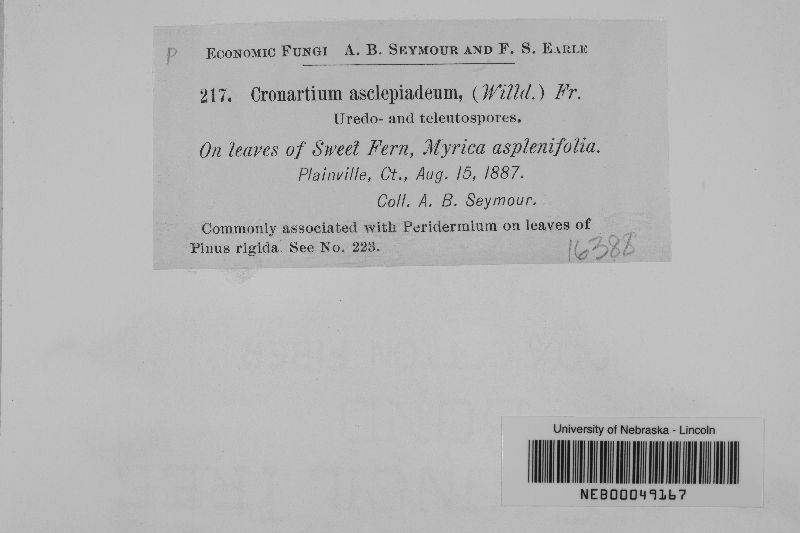 P
ECONOMIC FUNGI A. B. SEYMOUR AND F. S. EARLE
217. Cronartium asclepiadeum, (Willd.) Fr.
Uredo- and teleutospores.
On leaves of Sweet Fern, Myrica asplenifolia.
Plainville, Ct., Aug. 15, 1887.
Coll. A. B. Seymour.
Commonly associated with Peridermium on leaves of
Pinus rigida. See No. 223.
16388
University of Nebraska - Lincoln
NEB00049167